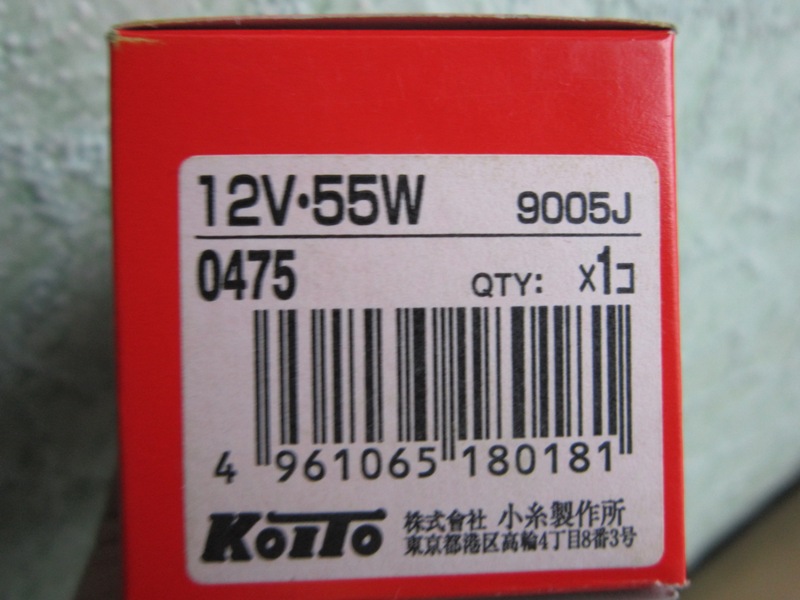 12V·55W 9005J
0475 QTY: X1コ
4 961065 180181
KOITO 株式會社 小糸製作所
東京都港区高輪4丁目8番3号